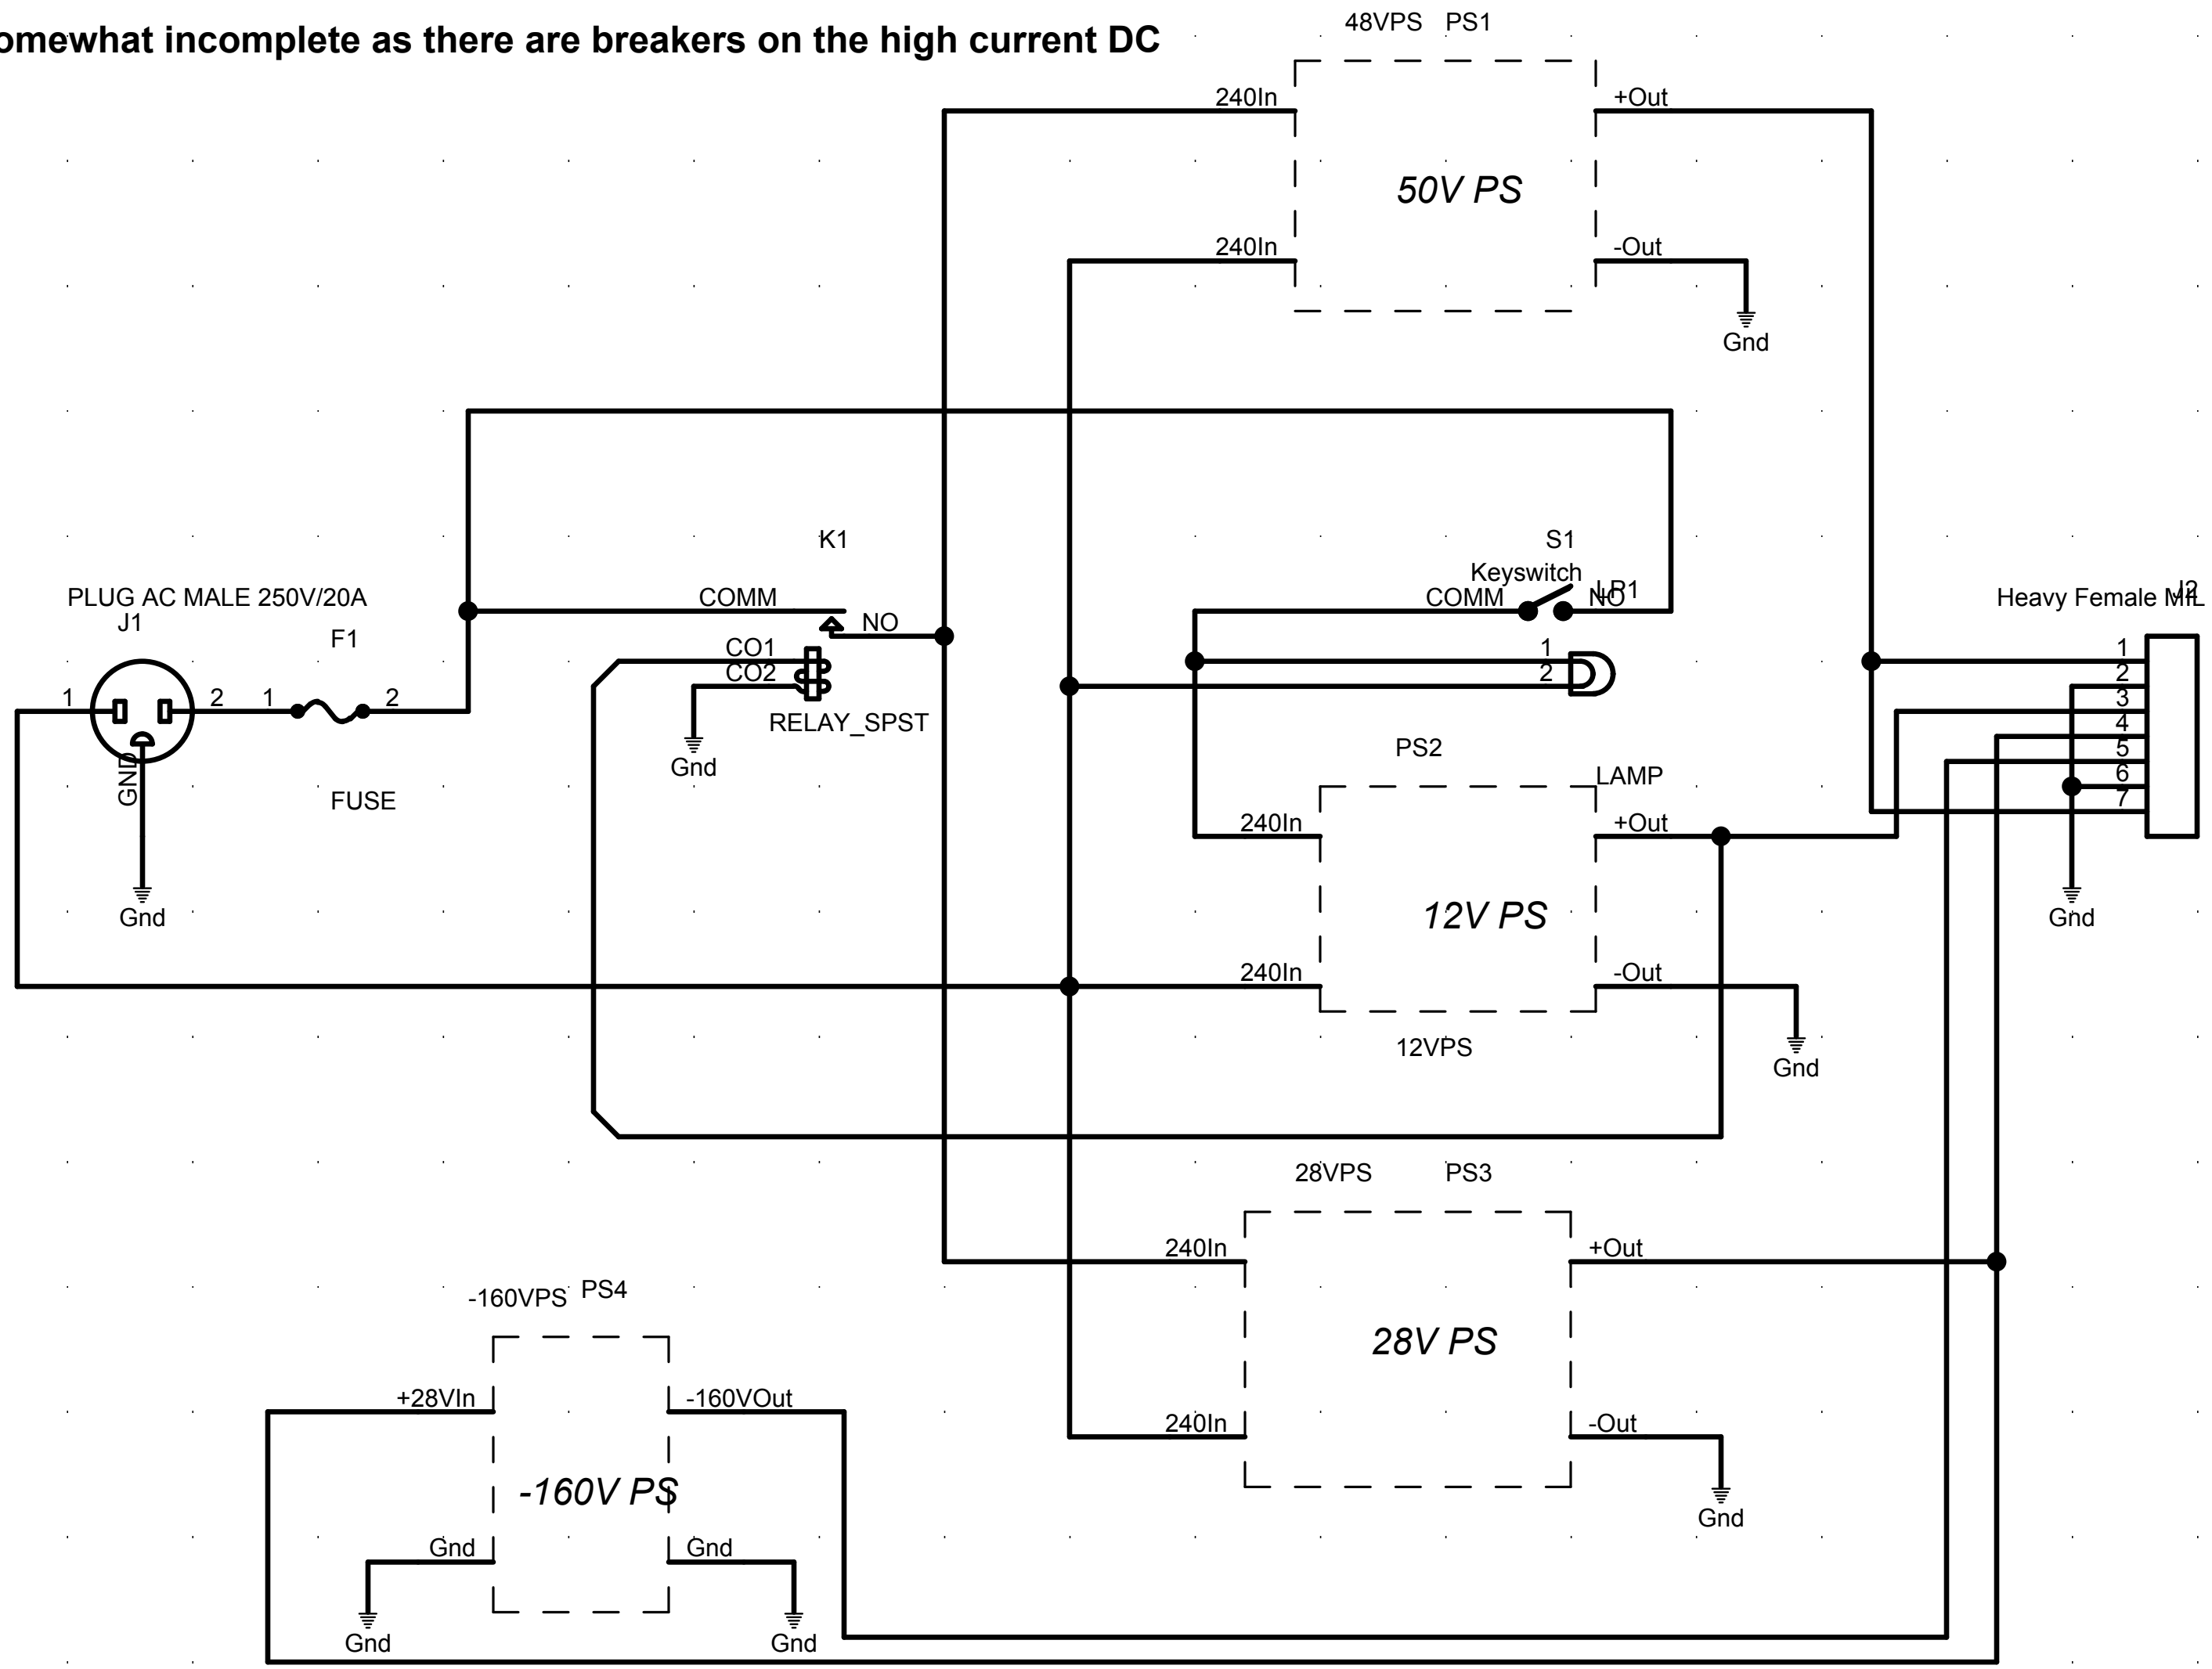 omewhat incomplete as there are breakers on the high current DC
48VPS PS1
240In
+Out
50V PS
240In
-Out
Gnd
K1
S1
Keyswitch
LP1
PLUG AC MALE 250V/20A
J1
F1
COMM
NO
COMM
NO
Heavy Female MIL
J2
CO1
CO2
1
2
1
2
1
2
1
2
3
4
5
6
7
RELAY_SPST
Gnd
GND
FUSE
Gnd
PS2
LAMP
240In
+Out
12V PS
240In
-Out
12VPS
Gnd
Gnd
28VPS PS3
240In
+Out
28V PS
240In
-Out
Gnd
-160VPS PS4
+28VIn
-160VOut
-160V PS
Gnd
Gnd
Gnd
Gnd